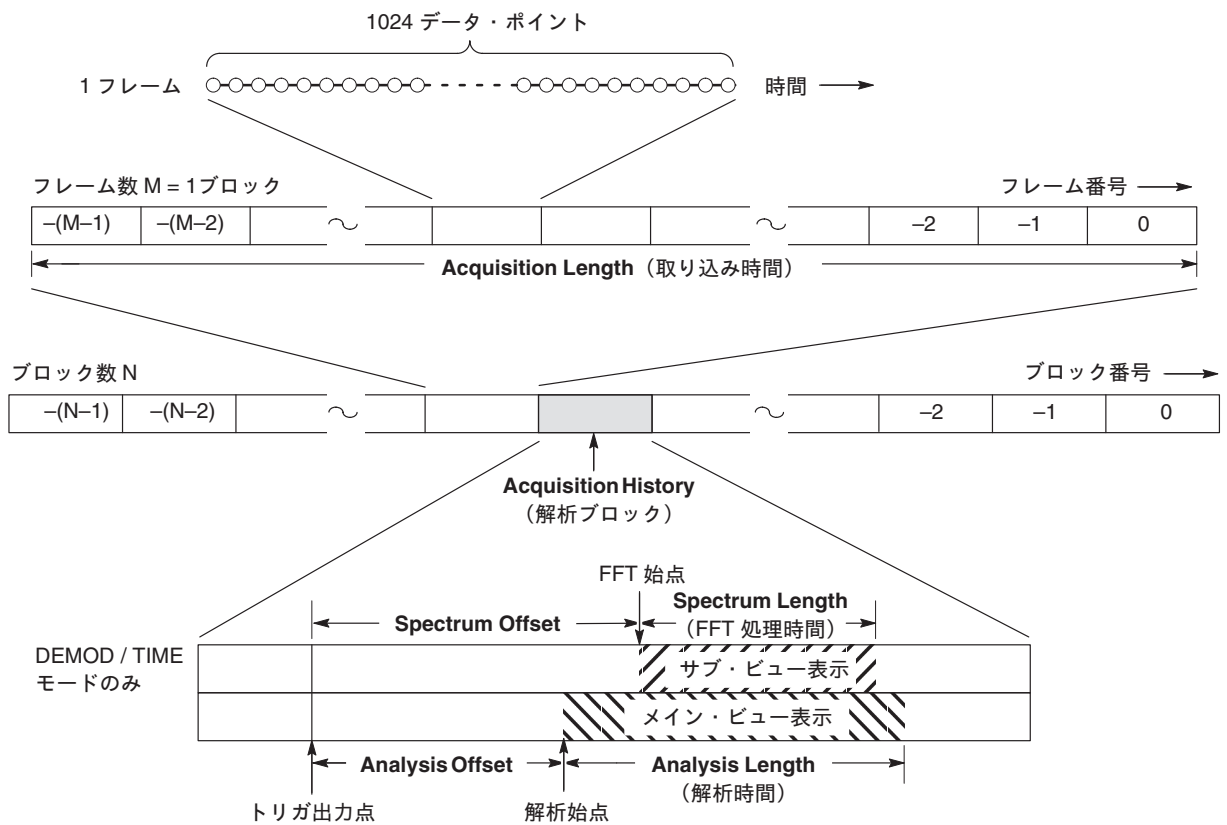 1024 データ・ポイント
1 フレーム
時間
フレーム数 M = 1ブロック
フレーム番号
–(M–1)
–(M–2)
–2
–1
0
Acquisition Length（取り込み時間）
ブロック数 N
ブロック番号
–(N–1)
–(N–2)
–2
–1
0
Acquisition History
（解析ブロック）
FFT 始点
Spectrum Offset
Spectrum Length
（FFT 処理時間）
DEMOD / TIME
モードのみ
サブ・ビュー表示
メイン・ビュー表示
Analysis Offset
Analysis Length
（解析時間）
トリガ出力点
解析始点